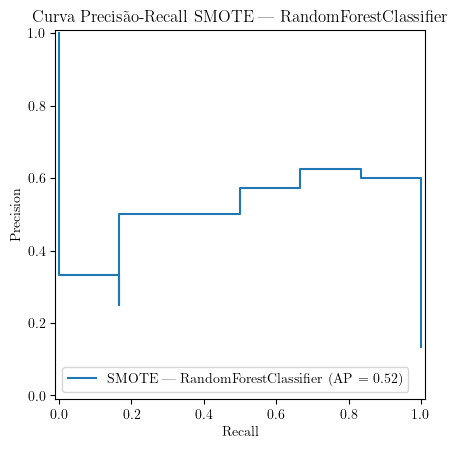 Curva Precisão-Recall SMOTE — RandomForestClassifier
1.0
0.8
0.6
0.4
0.2
0.0
Precision
SMOTE — RandomForestClassifier (AP = 0.52)
0.0 0.2 0.4 0.6 0.8 1.0
Recall